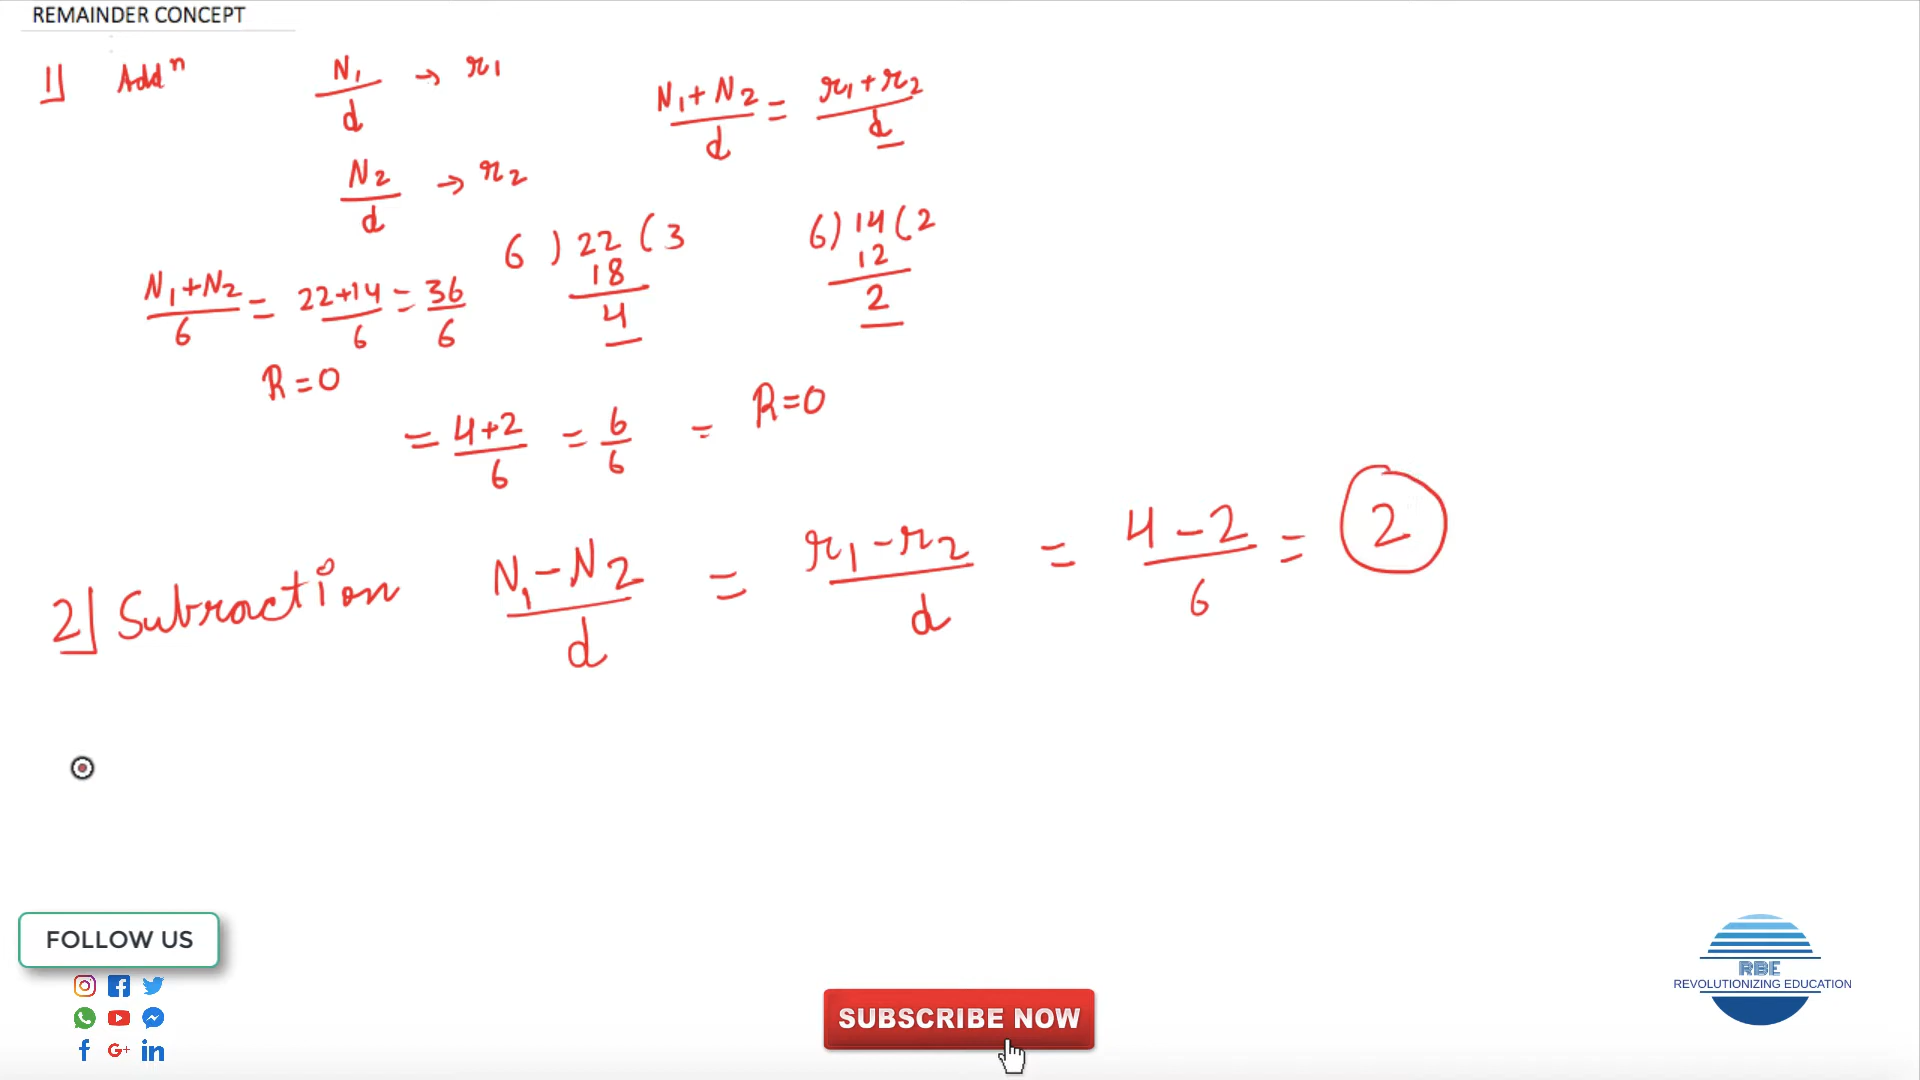 REMAINDER CONCEPT
1] Addⁿ
N₁/d → r₁
N₂/d → r₂
(N₁+N₂)/d = (r₁+r₂)/d
6)22(3
18
4
6)14(2
12
2
(N₁+N₂)/6 = (22+14)/6 = 36/6
R=0
= (4+2)/6 = 6/6 = R=0
2] Subraction (N₁-N₂)/d = (r₁-r₂)/d = (4-2)/6 = 2
FOLLOW US
f G+ in
SUBSCRIBE NOW
RBE
REVOLUTIONIZING EDUCATION